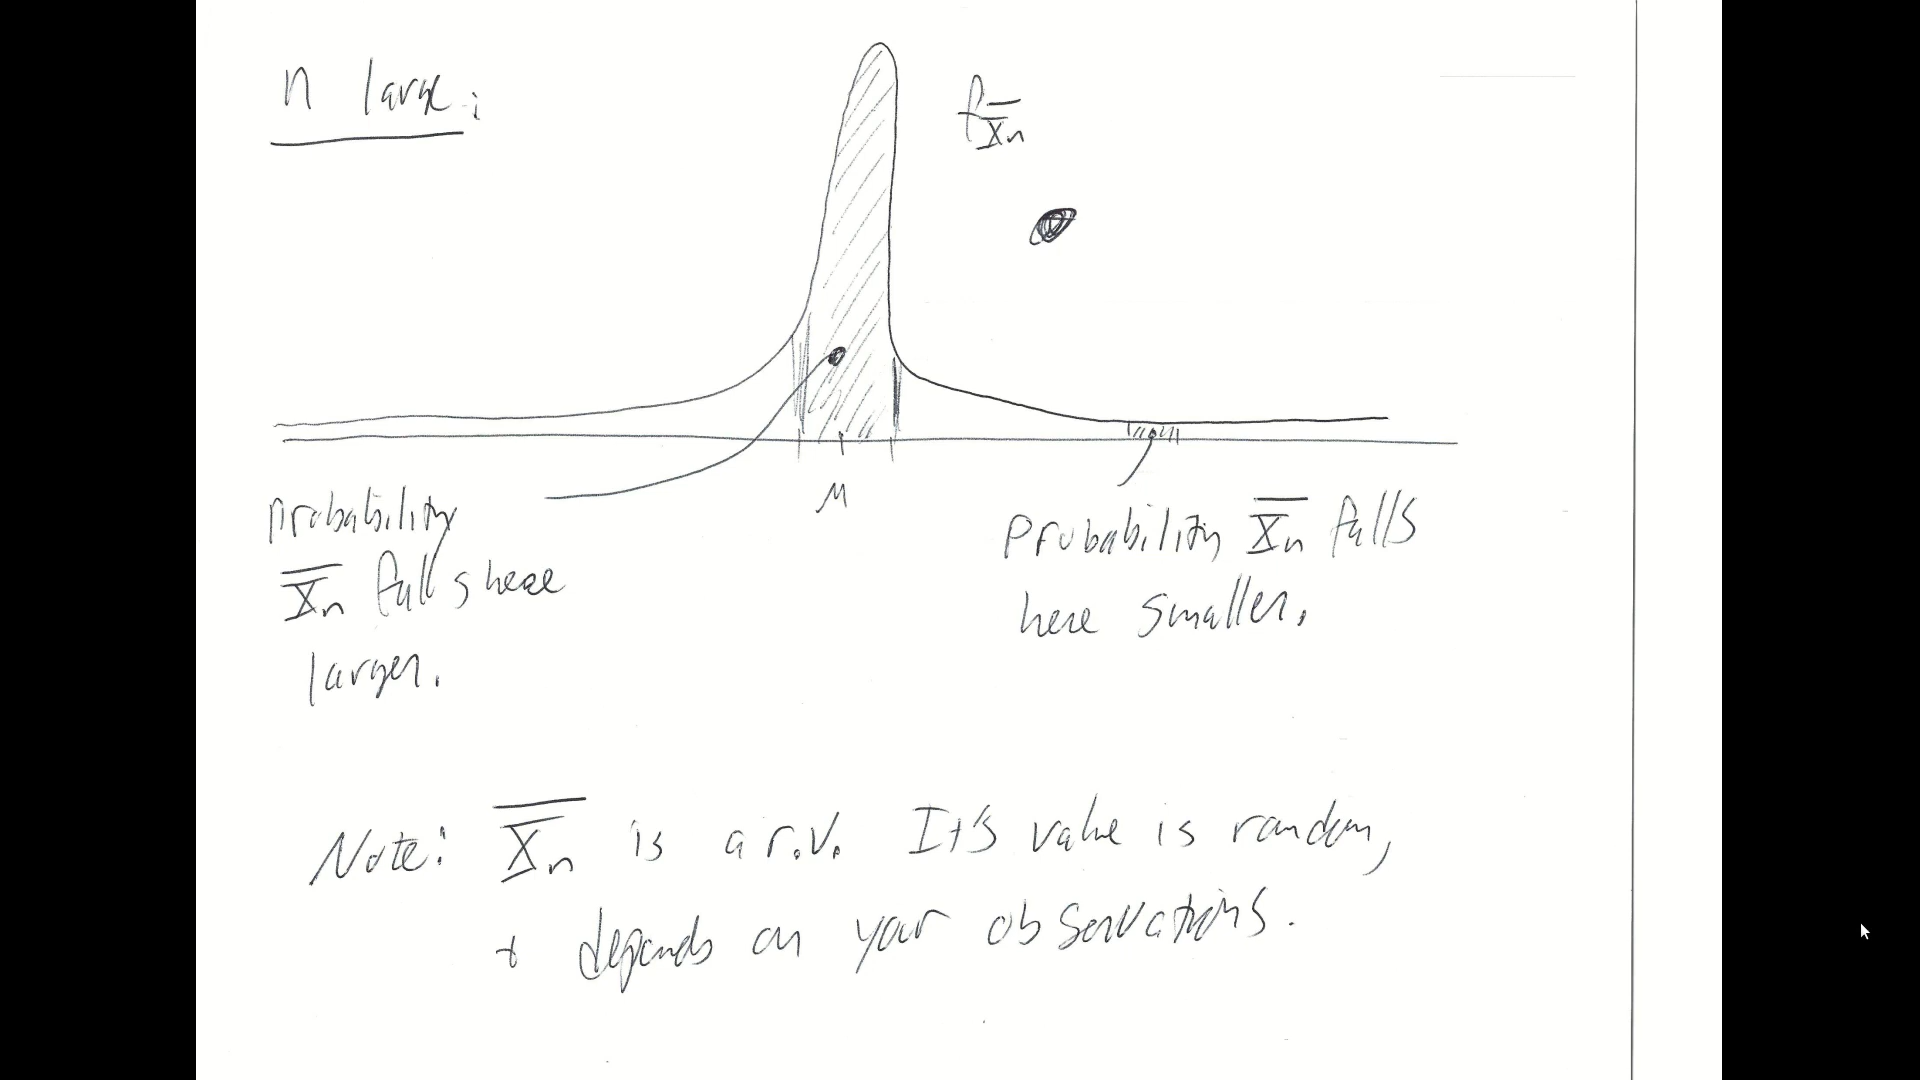 n large:
f_X̄n
μ
Probability
X̄n falls here
larger.
Probability X̄n falls
here smaller.
Note: X̄n is a r.v. It's value is random,
+ depends on your observations.